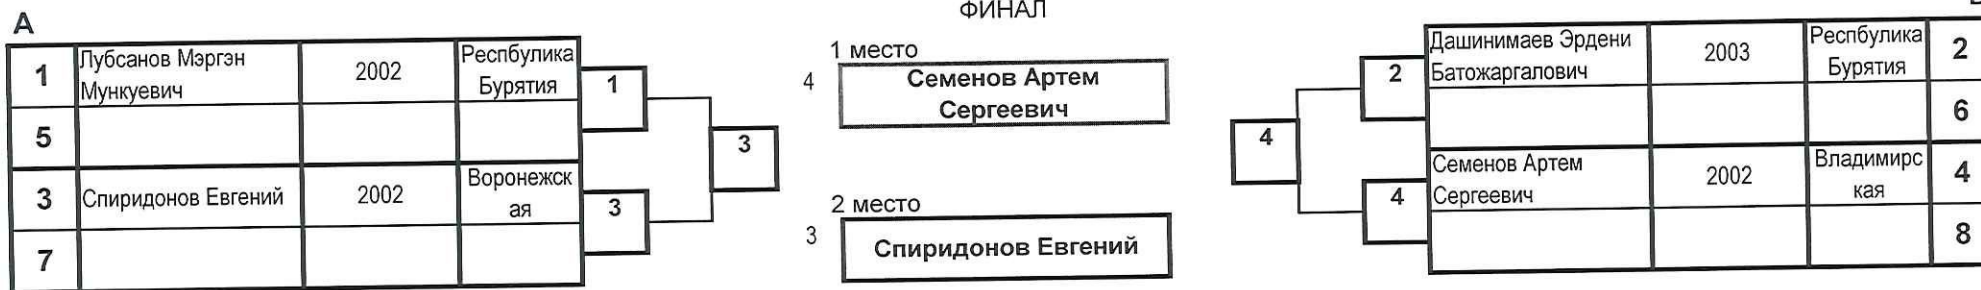 ФИНАЛ
А
1
Лубсанов Мэргэн
Мункуевич
2002
Респбулика
Бурятия
5
3
Спиридонов Евгений
2002
Воронежск
ая
7
1
3
3
1 место
4
Семенов Артем
Сергеевич
2 место
3
Спиридонов Евгений
4
2
4
Дашинимаев Эрдени
Батожаргалович
2003
Респбулика
Бурятия
2
6
Семенов Артем
Сергеевич
2002
Владимирс
кая
4
8